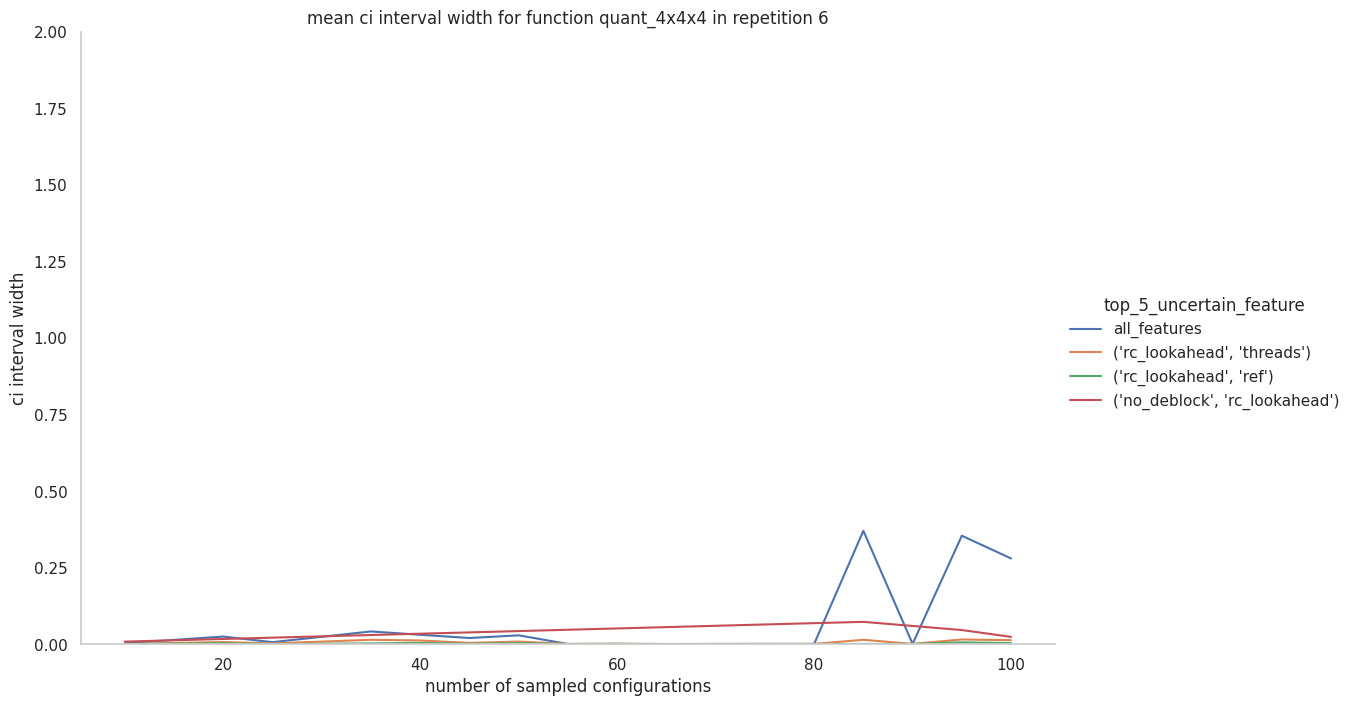 mean ci interval width for function quant_4x4x4 in repetition 6
2.00
1.75
1.50
1.25
1.00
0.75
0.50
0.25
0.00
ci interval width
20
40
60
80
100
number of sampled configurations
top_5_uncertain_feature
all_features
('rc_lookahead', 'threads')
('rc_lookahead', 'ref')
('no_deblock', 'rc_lookahead')